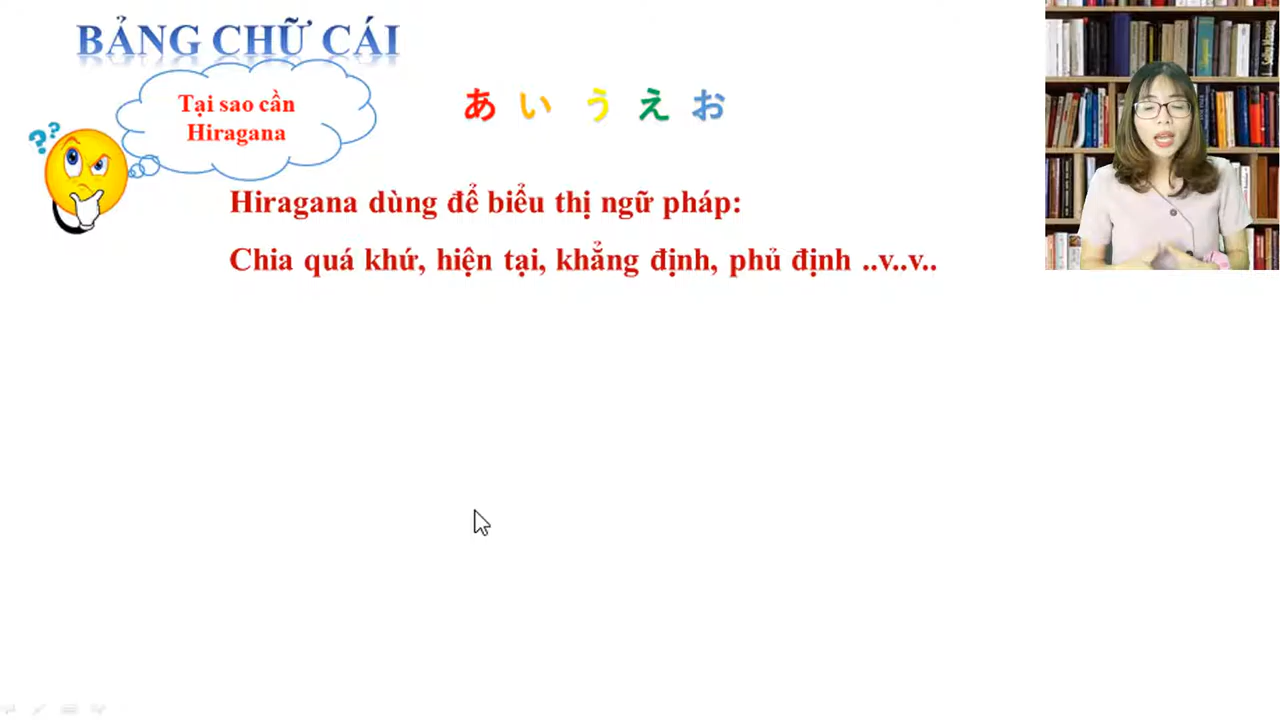 BẢNG CHỮ CÁI
Tại sao cần
Hiragana
??
あ い う え お
Hiragana dùng để biểu thị ngữ pháp:
Chia quá khứ, hiện tại, khẳng định, phủ định ..v..v..